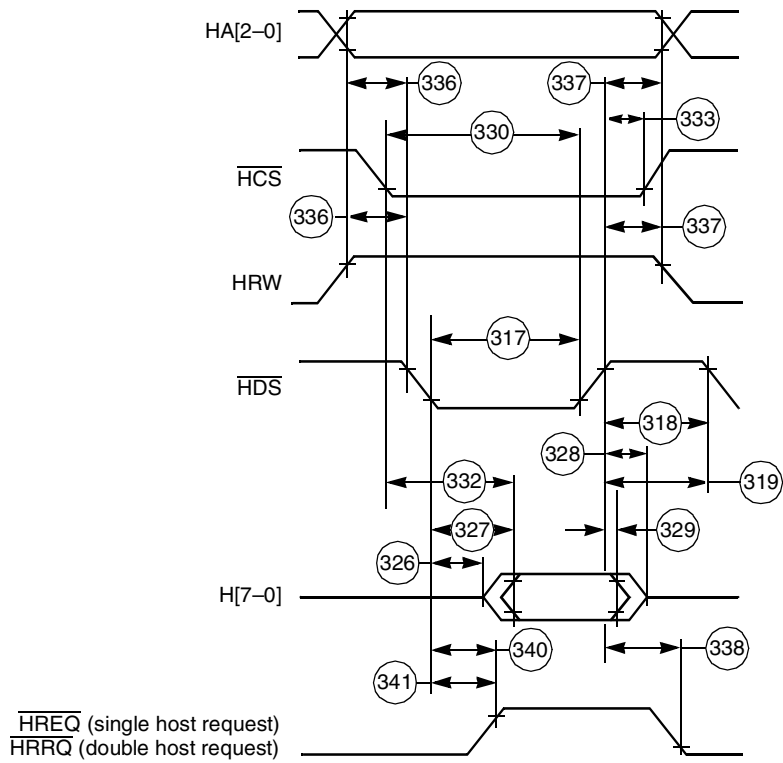 HA[2–0]
336
337
333
330
HCS
336
337
HRW
317
HDS
318
328
332
319
327
329
326
H[7–0]
340
338
341
HREQ (single host request)
HRRQ (double host request)